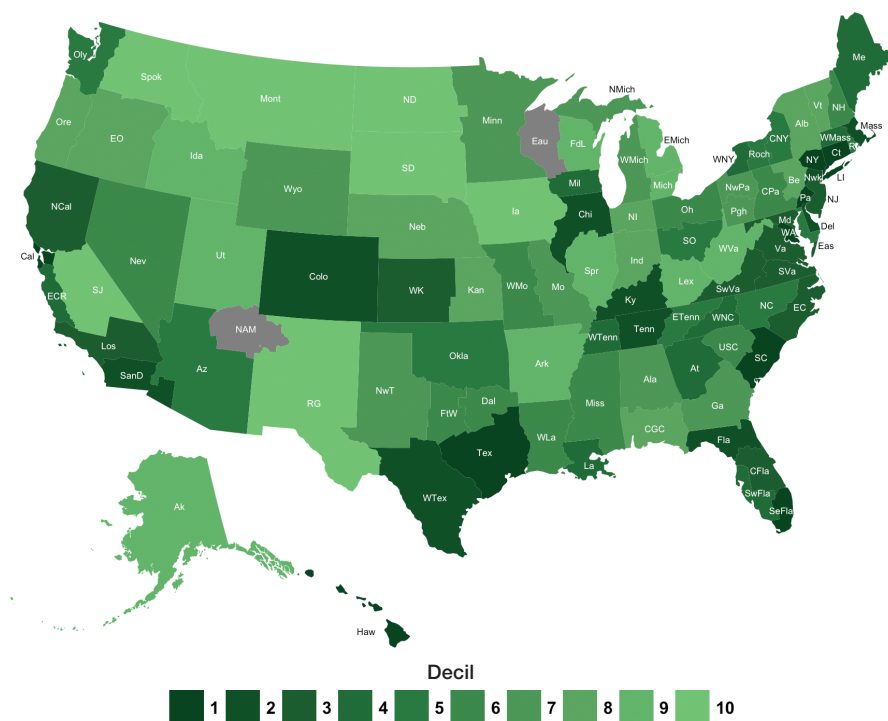 Oly
Me
Spok
NMich
Mont
ND
Vt
NH
Ore
EO
Minn
Eau
FdL
EMich
Alb
Mass
CNY
WMass
Ida
WMich
WNY
Roch
NY
Ct
R
SD
Mich
Nwk
LI
Wyo
Mil
NwPa
CPa
Be
NCal
Neb
Ia
Chi
NI
Oh
Pgh
Pa
NJ
Md
Del
WA
Cal
Nev
Ut
Colo
SO
WVa
Va
Eas
Spr
Ind
Lex
SVa
ECR
SJ
WK
Kan
WMo
Mo
Ky
SwVa
NAM
Tenn
ETenn
WNC
NC
EC
Los
WTenn
USC
Okla
SC
Az
Ark
At
SanD
RG
NwT
Dal
FtW
Miss
Ala
Ga
CGC
WLa
Fla
Tex
La
CFla
WTex
SwFla
SeFla
Ak
Haw
Decil
1 2 3 4 5 6 7 8 9 10